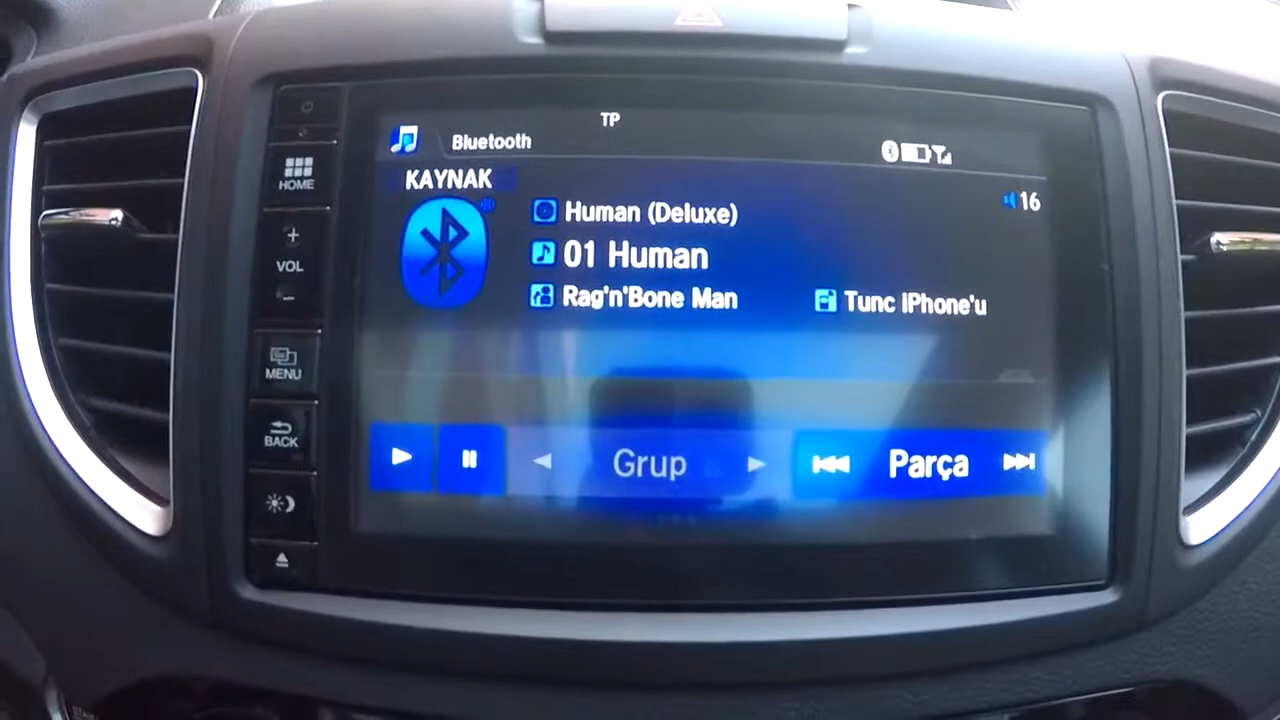 TP
Bluetooth
KAYNAK
16
Human (Deluxe)
01 Human
Rag'n'Bone Man
Tunc iPhone'u
Grup
Parça
HOME
VOL
MENU
BACK